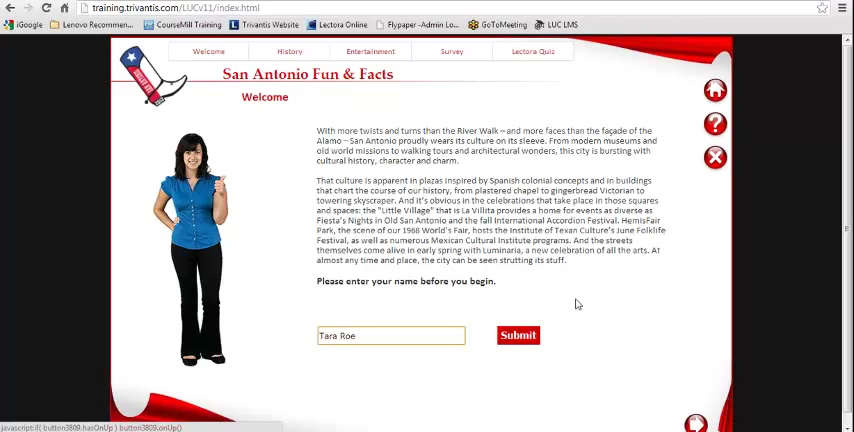 training.trivantis.com/LUCv11/index.html
iGoogle Lenovo Recommen... CourseMill Training Trivantis Website Lectora Online Flypaper -Admin Lo... GoToMeeting LUC LMS
Welcome History Entertainment Survey Lectora Quiz
San Antonio Fun & Facts
Welcome
With more twists and turns than the River Walk – and more faces than the façade of the
Alamo – San Antonio proudly wears its culture on its sleeve. From modern museums and
old world missions to walking tours and architectural wonders, this city is bursting with
cultural history, character and charm.
That culture is apparent in plazas inspired by Spanish colonial concepts and in buildings
that chart the course of our history, from plastered chapel to gingerbread Victorian to
towering skyscraper. And it's obvious in the celebrations that take place in those squares
and spaces: the "Little Village" that is La Villita provides a home for events as diverse as
Fiesta's Nights in Old San Antonio and the fall International Accordion Festival. HemisFair
Park, the scene of our 1968 World's Fair, hosts the Institute of Texan Culture's June Folklife
Festival, as well as numerous Mexican Cultural Institute programs. And the streets
themselves come alive in early spring with Luminaria, a new celebration of all the arts. At
almost any time and place, the city can be seen strutting its stuff.
Please enter your name before you begin.
Tara Roe Submit
javascript:if( button3809.hasOnUp ) button3809.onUp()